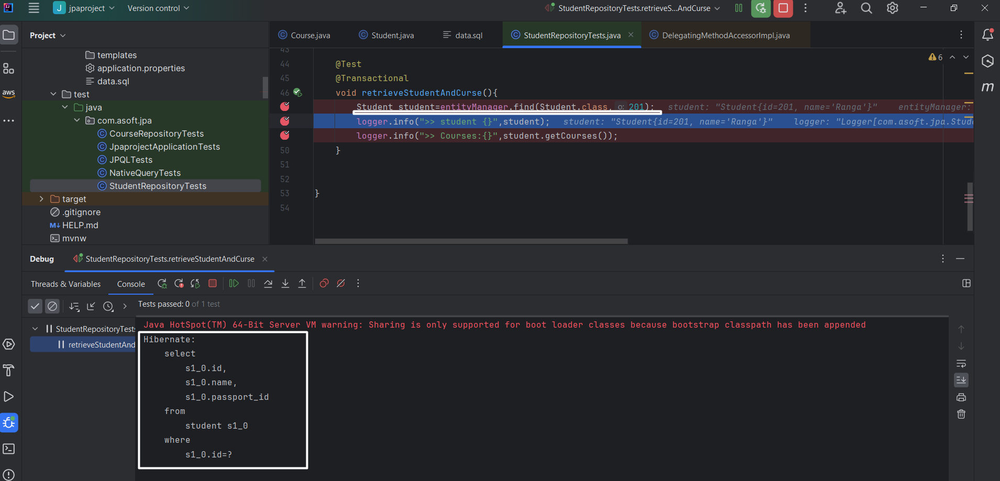 J jpaproject Version control StudentRepositoryTests.retrieveS...AndCurse
Project
templates
application.properties
data.sql
test
java
com.asoft.jpa
CourseRepositoryTests
JpaprojectApplicationTests
JPQLTests
NativeQueryTests
StudentRepositoryTests
target
.gitignore
M↓ HELP.md
mvnw
aws
Course.java Student.java data.sql StudentRepositoryTests.java DelegatingMethodAccessorImpl.java
6
43
44 @Test
45 @Transactional
46 void retrieveStudentAndCurse(){
Student student=entityManager.find(Student.class, o: 201); student: "Student{id=201, name='Ranga'}" entityManager:
logger.info(">> student {}",student); student: "Student{id=201, name='Ranga'}" logger: "Logger[com.asoft.jpa.Stude
logger.info(">> Courses:{}",student.getCourses());
50 }
51
52
53 }
54
m
Debug StudentRepositoryTests.retrieveStudentAndCurse
Threads & Variables Console
Tests passed: 0 of 1 test
StudentRepositoryTests
retrieveStudentAnd
Java HotSpot(TM) 64-Bit Server VM warning: Sharing is only supported for boot loader classes because bootstrap classpath has been appended
Hibernate:
select
s1_0.id,
s1_0.name,
s1_0.passport_id
from
student s1_0
where
s1_0.id=?